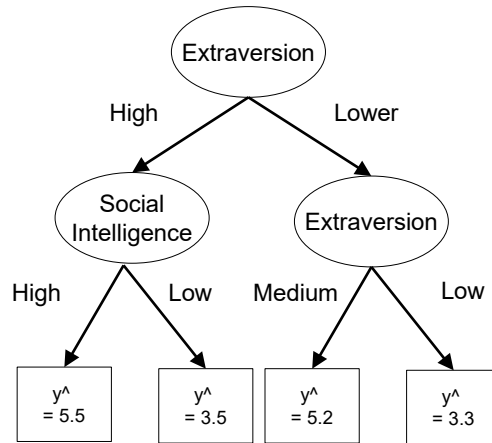 Extraversion
High
Lower
Social
Intelligence
Extraversion
High
Low
Medium
Low
y^
= 5.5
y^
= 3.5
y^
= 5.2
y^
= 3.3